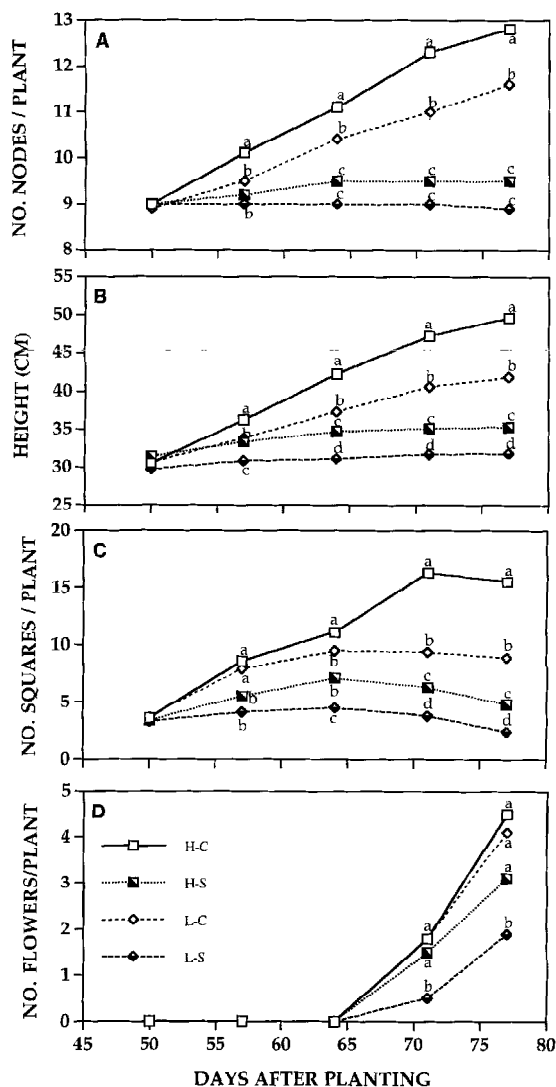 NO. NODES / PLANT
A
13
12
11
10
9
8
a a a a
b b b b
c c c
b c c c
HEIGHT (CM)
B
55
50
45
40
35
30
25
a a a a
b b b b
c c c
c d d d
NO. SQUARES / PLANT
C
20
15
10
5
0
a a a a
a b b b
b b c c
b c d d
NO. FLOWERS/PLANT
D
5
4
3
2
1
0
H-C
H-S
L-C
L-S
a a
a
a a
b b
45 50 55 60 65 70 75 80
DAYS AFTER PLANTING